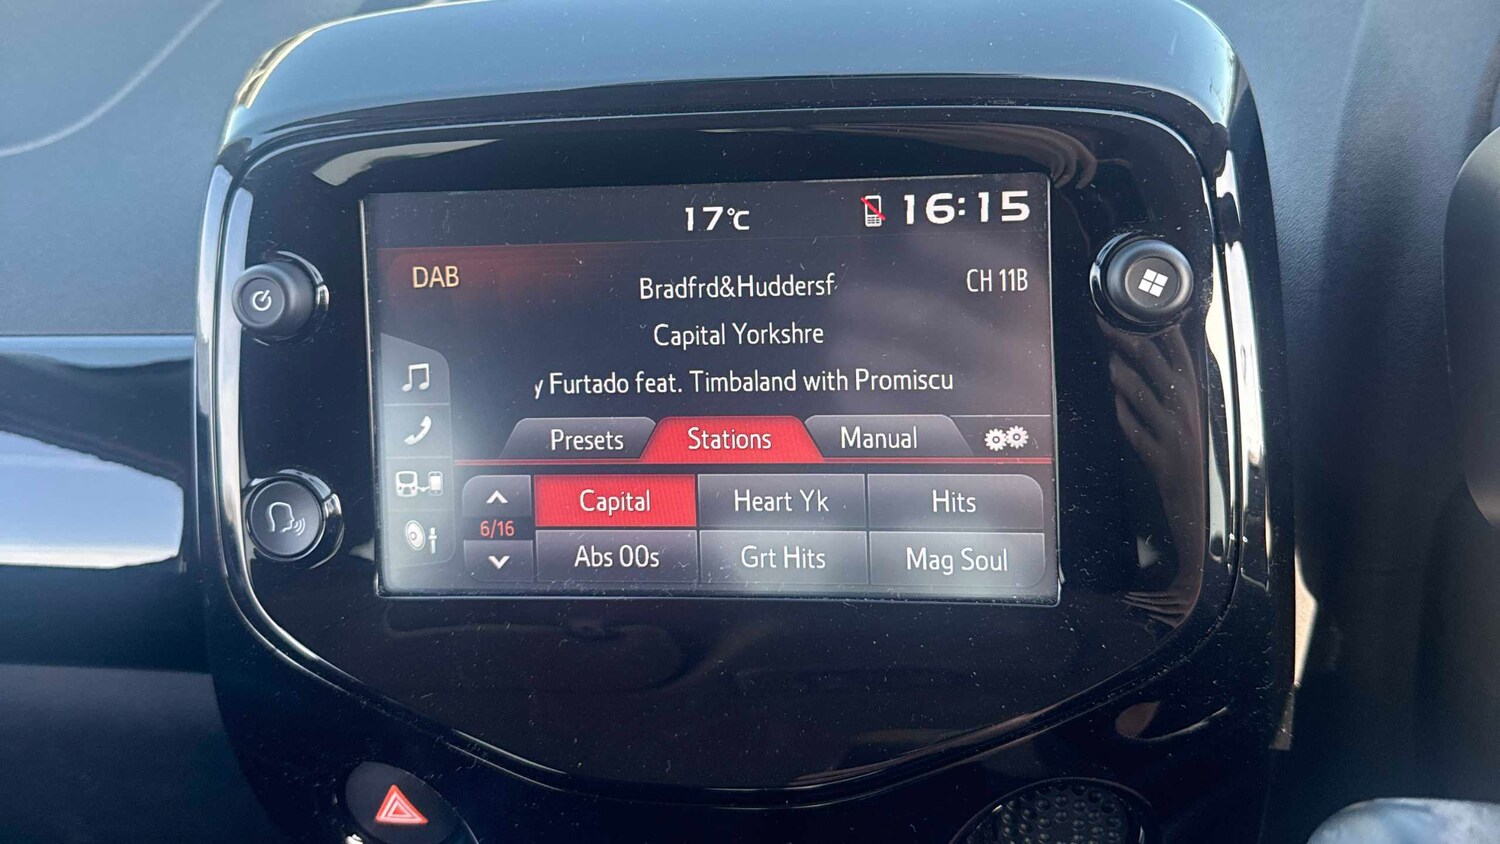 17°C 16:15
DAB Bradfrd&Huddersf CH 11B
Capital Yorkshre
y Furtado feat. Timbaland with Promiscu
Presets Stations Manual
Capital Heart Yk Hits
6/16
Abs 00s Grt Hits Mag Soul